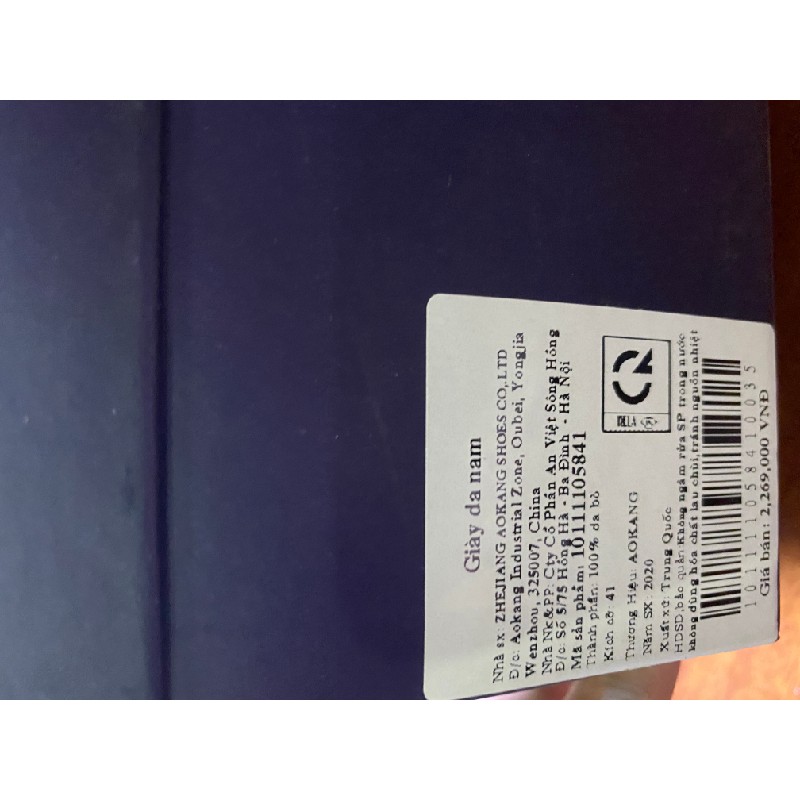 Giày da nam
Nhà sx. ZHEJIANG AOKANG SHOES CO,.LTD
Đ/c: Aokang Industrial Zone, Oubei, Yongjia
Wenzhou, 325007, China
Nhà Nk&PP: Cty Cổ Phần An Việt Sông Hồng
Đ/c: Số 5/75 Hồng Hà - Ba Đình - Hà Nội
Mã sản phẩm: 101111105841
Thành phần: 100% da bò
Kích cỡ: 41
Thương Hiệu: AOKANG
Năm SX: 2020
Xuất xứ: Trung Quốc
HDSD,bảo quản:Không ngâm rửa SP trong nước
không dùng hóa chất lau chùi,tránh nguồn nhiệt
101111058410035
Giá bán: 2,269,000 VNĐ